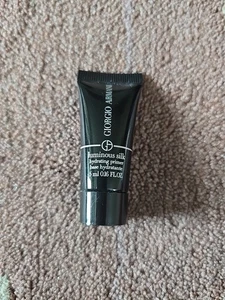 GIORGIO ARMANI
luminous silk
hydrating primer
base hydratante
5 ml 0.16 FL.OZ.